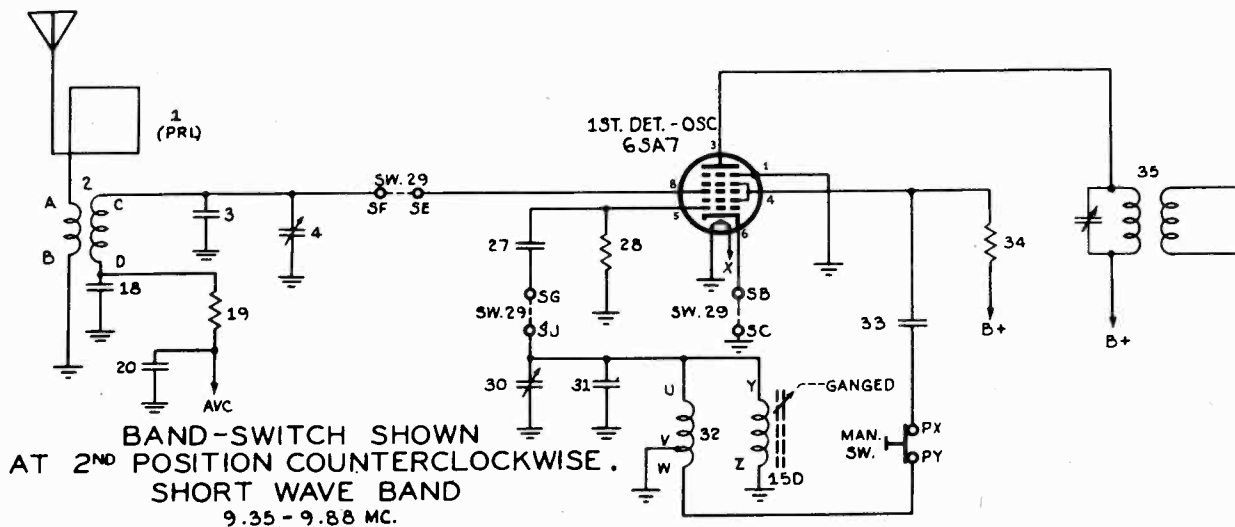 1
(PRI.)
1ST. DET.-OSC
6SA7
3
1
8
4
5
6
X
A
2
C
B
D
3
4
SW. 29
SF SE
35
18
19
20
AVC
27
28
SG
SW. 29
SJ
SB
SW. 29
SC
34
33
B+
B+
30
31
U
V
W
32
Y
Z
15D
GANGED
MAN.
SW.
PX
PY
BAND-SWITCH SHOWN
AT 2ND POSITION COUNTERCLOCKWISE.
SHORT WAVE BAND
9.35-9.88 MC.